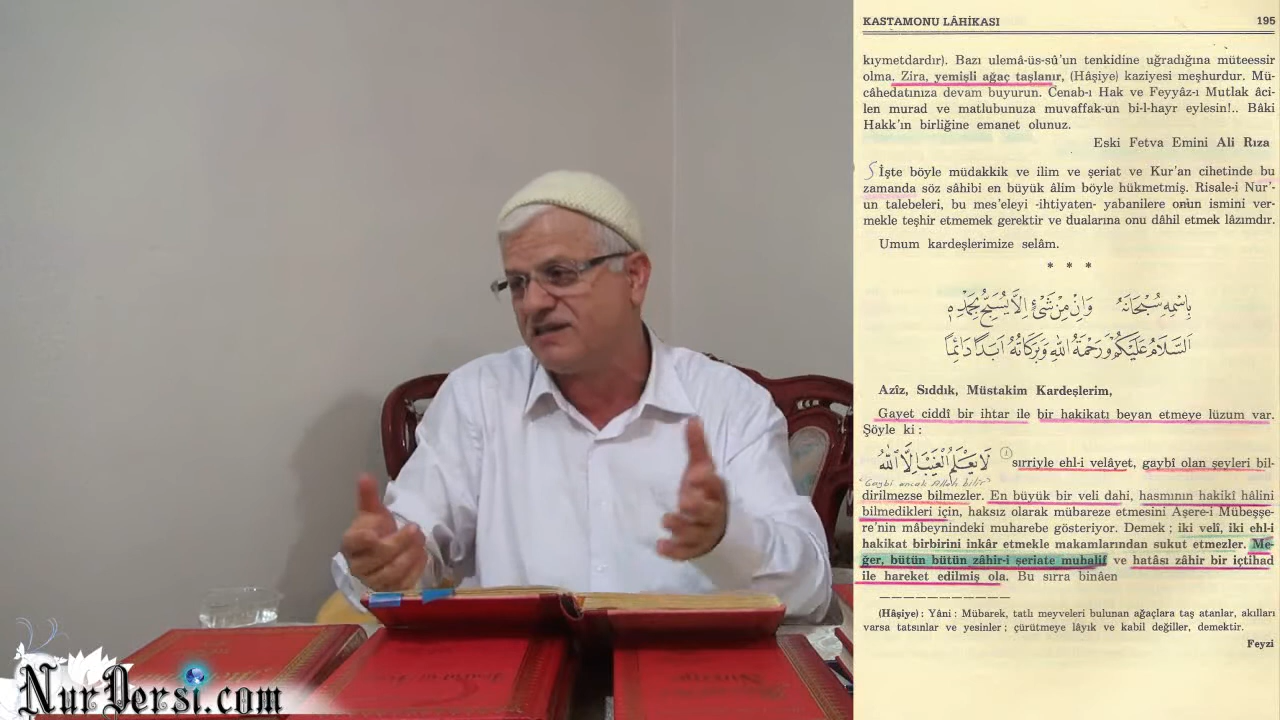 KASTAMONU LÂHİKASI 195
kıymetdardır). Bazı ulemâ-üs-sû'un tenkidine uğradığına müteessir
olma. Zira, yemişli ağaç taşlanır, (Hâşiye) kaziyesi meşhurdur. Mü-
câhedatınıza devam buyurun. Cenab-ı Hak ve Feyyâz-ı Mutlak âci-
len murad ve matlubunuza muvaffak-un bi-l-hayr eylesin!.. Bâki
Hakk'ın birliğine emanet olunuz.
Eski Fetva Emini Ali Rıza
İşte böyle müdakkik ve ilim ve şeriat ve Kur'an cihetinde bu
zamanda söz sâhibi en büyük âlim böyle hükmetmiş. Risale-i Nur'-
un talebeleri, bu mes'eleyi -ihtiyaten- yabanilere onun ismini ver-
mekle teşhir etmemek gerektir ve dualarına onu dâhil etmek lâzımdır.
Umum kardeşlerimize selâm.
* * *
بِاسْمِهِ سُبْحَانَهُ وَاِنْ مِنْ شَيْءٍ اِلَّا يُسَبِّحُ بِحَمْدِهِ
اَلسَّلَامُ عَلَيْكُمْ وَرَحْمَةُ اللّٰهِ وَبَرَكَاتُهُ اَبَدًا دَائِمًا
Azîz, Sıddık, Müstakim Kardeşlerim,
Gayet ciddî bir ihtar ile bir hakikatı beyan etmeye lüzum var.
Şöyle ki :
لَا يَعْلَمُ الْغَيْبَ اِلَّا اللّٰهُ (1) sırriyle ehl-i velâyet, gaybî olan şeyleri bil-
"Gaybı ancak Allah bilir"
dirilmezse bilmezler. En büyük bir veli dahi, hasmının hakikî hâlini
bilmedikleri için, haksız olarak mübareze etmesini Aşere-i Mübeşşe-
re'nin mâbeynindeki muharebe gösteriyor. Demek ; iki velî, iki ehl-i
hakikat birbirini inkâr etmekle makamlarından sukut etmezler. Me-
ğer, bütün bütün zâhir-i şeriate muhalif ve hatâsı zâhir bir içtihad
ile hareket edilmiş ola. Bu sırra binâen
(Hâşiye) : Yâni : Mübarek, tatlı meyveleri bulunan ağaçlara taş atanlar, akılları
varsa tatsınlar ve yesinler ; çürütmeye lâyık ve kabil değiller, demektir.
Feyzi
NurDersi.com